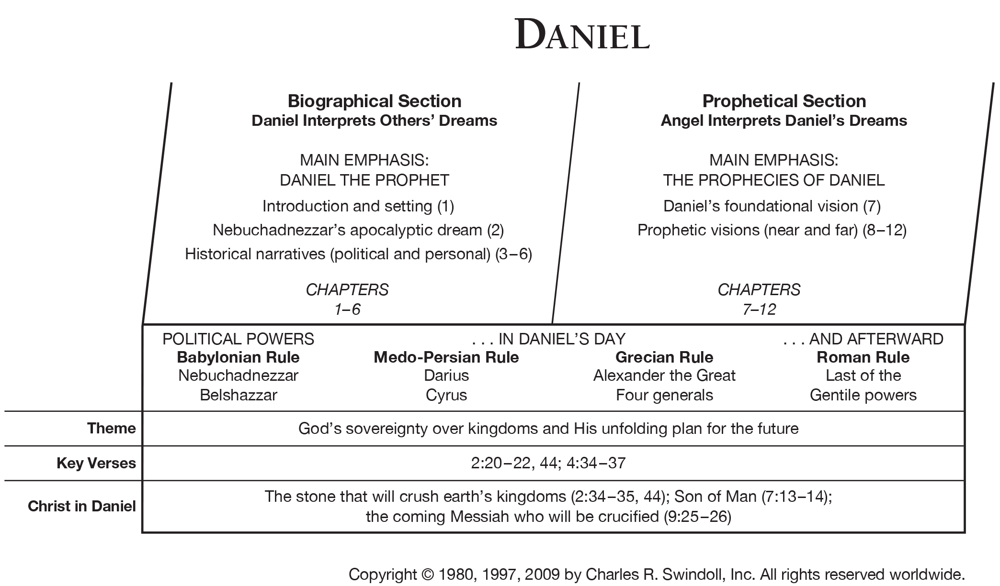 DANIEL
Biographical Section
Daniel Interprets Others’ Dreams
MAIN EMPHASIS:
DANIEL THE PROPHET
Introduction and setting (1)
Nebuchadnezzar’s apocalyptic dream (2)
Historical narratives (political and personal) (3–6)
CHAPTERS
1–6
Prophetical Section
Angel Interprets Daniel’s Dreams
MAIN EMPHASIS:
THE PROPHECIES OF DANIEL
Daniel’s foundational vision (7)
Prophetic visions (near and far) (8–12)
CHAPTERS
7–12
POLITICAL POWERS . . . IN DANIEL’S DAY . . . AND AFTERWARD
Babylonian Rule Medo-Persian Rule Grecian Rule Roman Rule
Nebuchadnezzar Darius Alexander the Great Last of the
Belshazzar Cyrus Four generals Gentile powers
Theme God’s sovereignty over kingdoms and His unfolding plan for the future
Key Verses 2:20–22, 44; 4:34–37
Christ in Daniel The stone that will crush earth’s kingdoms (2:34–35, 44); Son of Man (7:13–14);
the coming Messiah who will be crucified (9:25–26)
Copyright © 1980, 1997, 2009 by Charles R. Swindoll, Inc. All rights reserved worldwide.